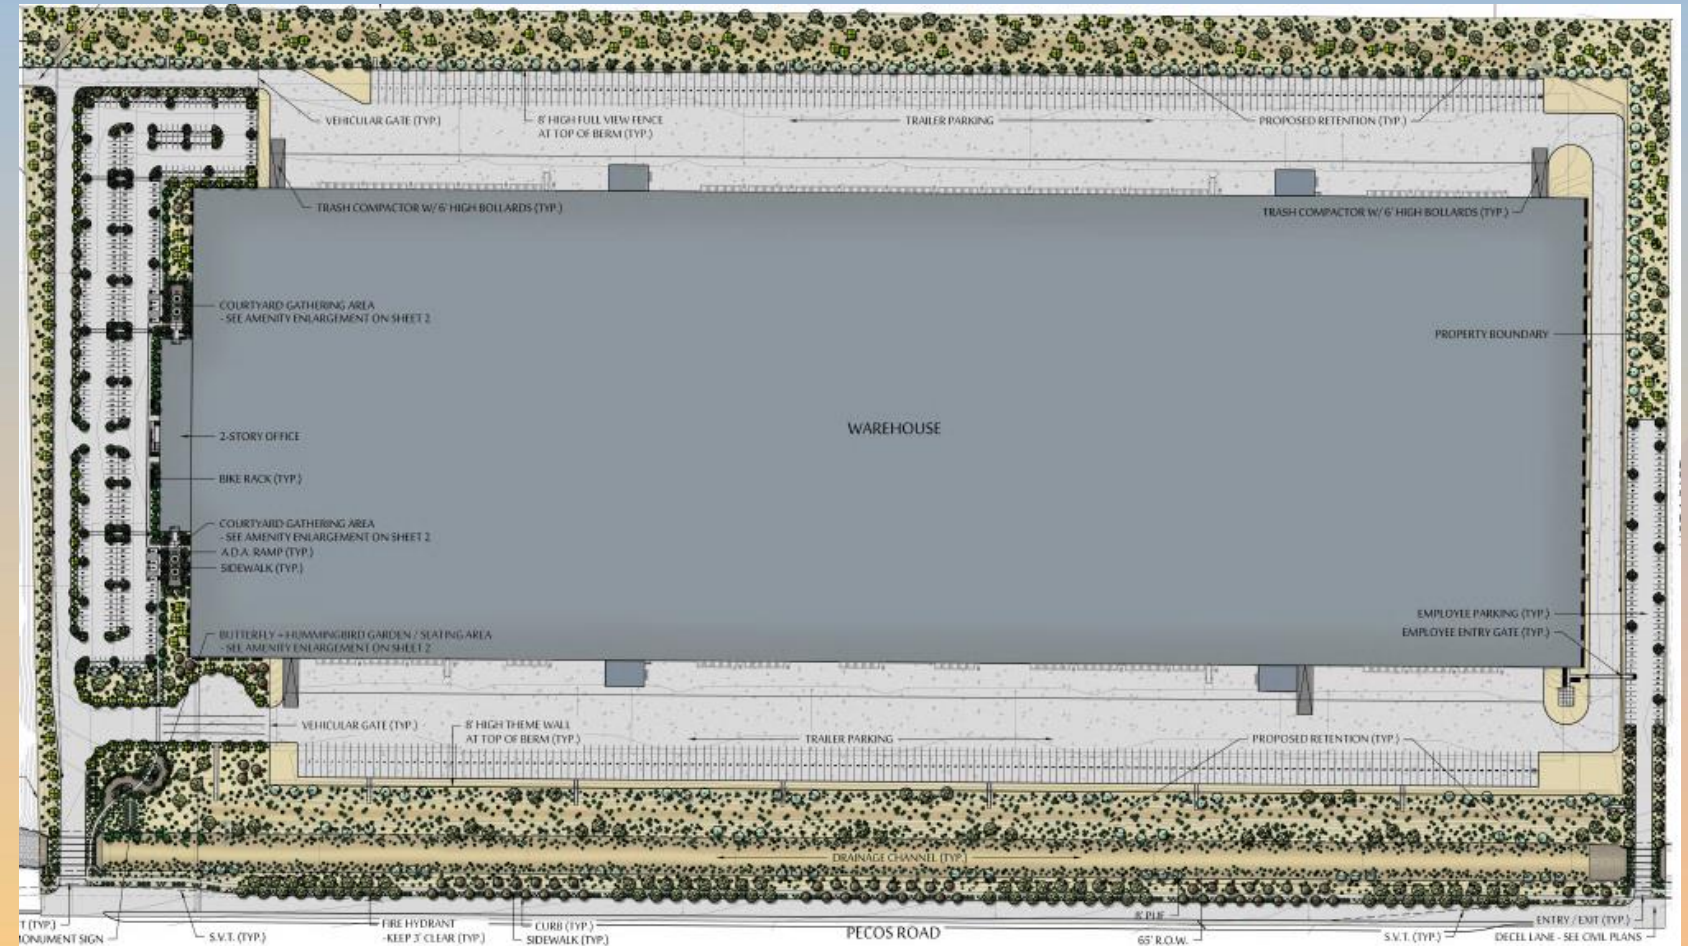 VEHICULAR GATE (TYP.)
8' HIGH FULL VIEW FENCE
AT TOP OF BERM (TYP.)
TRAILER PARKING
PROPOSED RETENTION (TYP.)
TRASH COMPACTOR W/ 6' HIGH BOLLARDS (TYP.)
TRASH COMPACTOR W/ 6' HIGH BOLLARDS (TYP.)
COURTYARD GATHERING AREA
- SEE AMENITY ENLARGEMENT ON SHEET 2
PROPERTY BOUNDARY
WAREHOUSE
2-STORY OFFICE
BIKE RACK (TYP.)
COURTYARD GATHERING AREA
- SEE AMENITY ENLARGEMENT ON SHEET 2
A.D.A. RAMP (TYP.)
SIDEWALK (TYP.)
EMPLOYEE PARKING (TYP.)
EMPLOYEE ENTRY GATE (TYP.)
BUTTERFLY + HUMMINGBIRD GARDEN / SEATING AREA
- SEE AMENITY ENLARGEMENT ON SHEET 2
VEHICULAR GATE (TYP.)
8' HIGH THEME WALL
AT TOP OF BERM (TYP.)
TRAILER PARKING
PROPOSED RETENTION (TYP.)
DRAINAGE CHANNEL (TYP.)
T (TYP.)
MONUMENT SIGN
S.V.T. (TYP.)
FIRE HYDRANT
-KEEP 3' CLEAR (TYP.)
CURB (TYP.)
SIDEWALK (TYP.)
PECOS ROAD
8' PUE
65' R.O.W.
S.V.T. (TYP.)
ENTRY / EXIT (TYP.)
DECEL LANE - SEE CIVIL PLANS